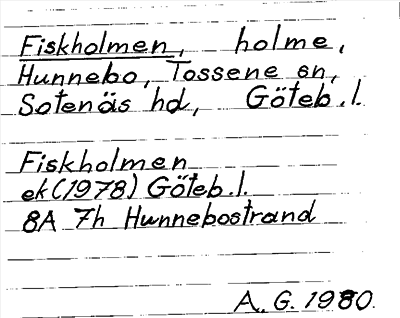 Fiskholmen, holme,
Hunnebo, Tossene sn,
Sotenäs hd, Göteb.l.
Fiskholmen
ek (1978) Göteb.l.
8A 7h Hunnebostrand
A. G. 1980.